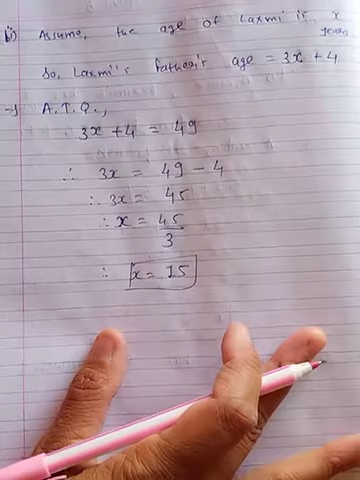 ii) Assume, the age of Laxmi is x years
So, Laxmi's father's age = 3x + 4
A.T.Q.,
3x + 4 = 49
∴ 3x = 49 - 4
∴ 3x = 45
∴ x = 45/3
∴ x = 15